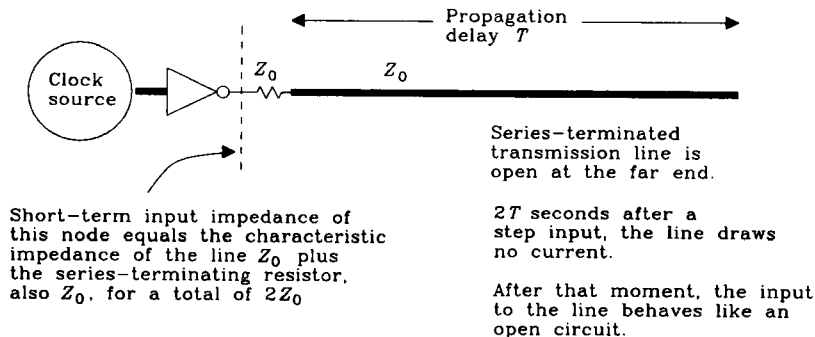 Propagation
delay T
Clock
source
Z₀
Z₀
Series-terminated
transmission line is
open at the far end.
2T seconds after a
step input, the line draws
no current.
After that moment, the input
to the line behaves like an
open circuit.
Short-term input impedance of
this node equals the characteristic
impedance of the line Z₀ plus
the series-terminating resistor,
also Z₀, for a total of 2Z₀